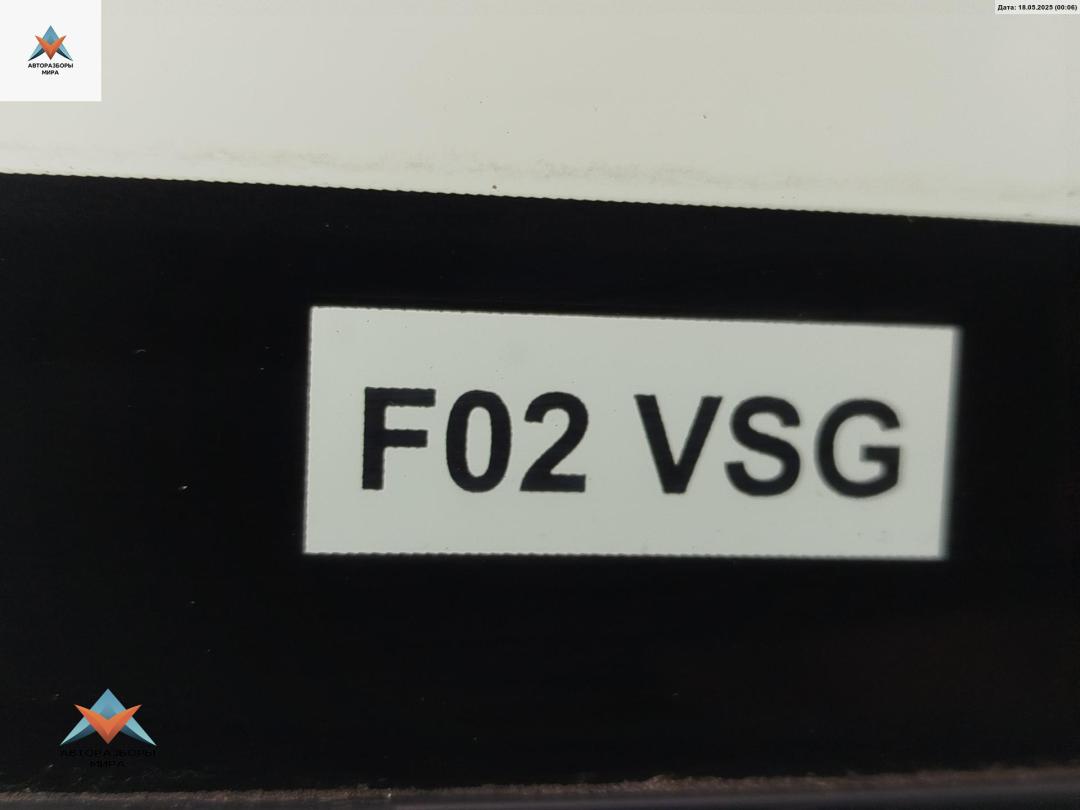 Дата: 18.05.2025 (00:06)
АВТОРАЗБОРЫ
МИРА
F02 VSG
АВТОРАЗБОРЫ
МИРА